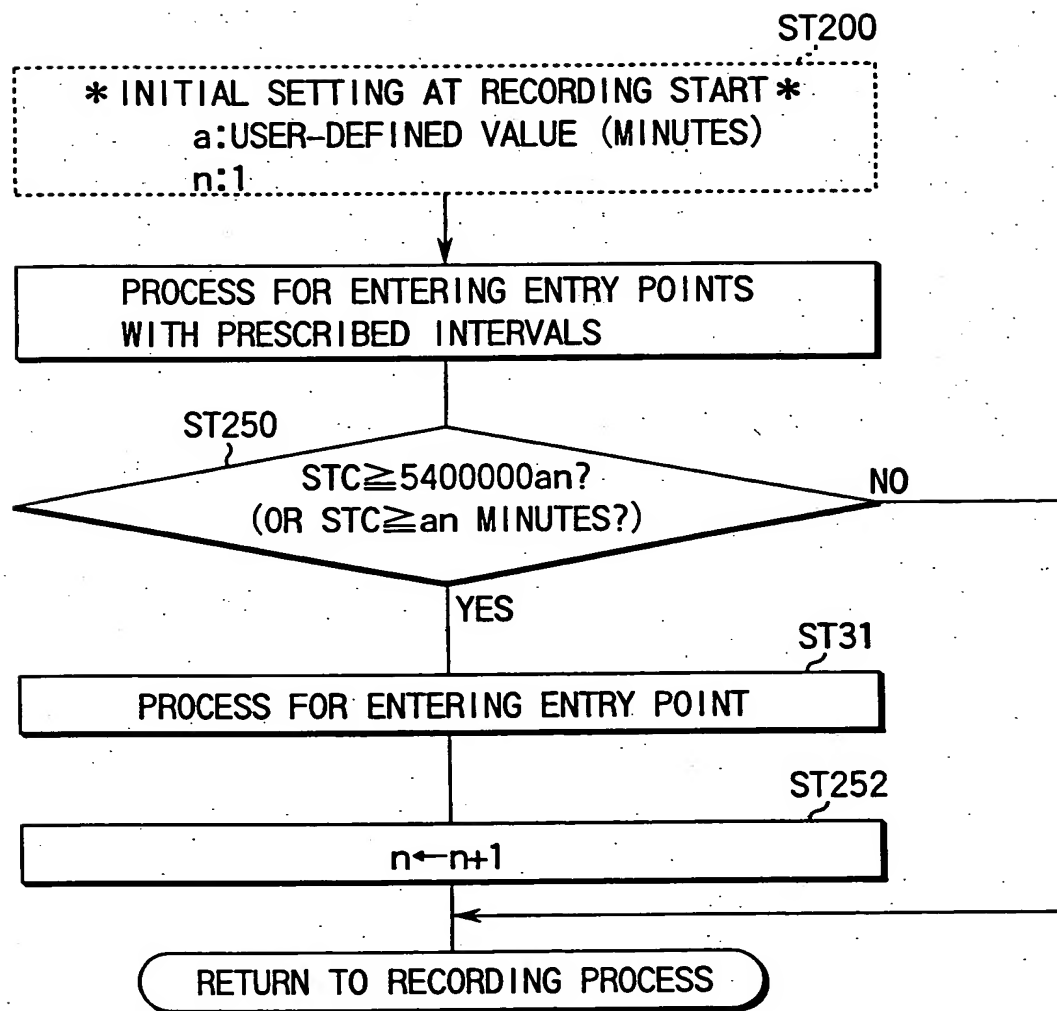 ST200
* INITIAL SETTING AT RECORDING START *
a:USER-DEFINED VALUE (MINUTES)
n:1
PROCESS FOR ENTERING ENTRY POINTS
WITH PRESCRIBED INTERVALS
ST250
STC≧5400000an?
(OR STC≧an MINUTES?)
NO
YES
ST31
PROCESS FOR ENTERING ENTRY POINT
ST252
n←n+1
RETURN TO RECORDING PROCESS